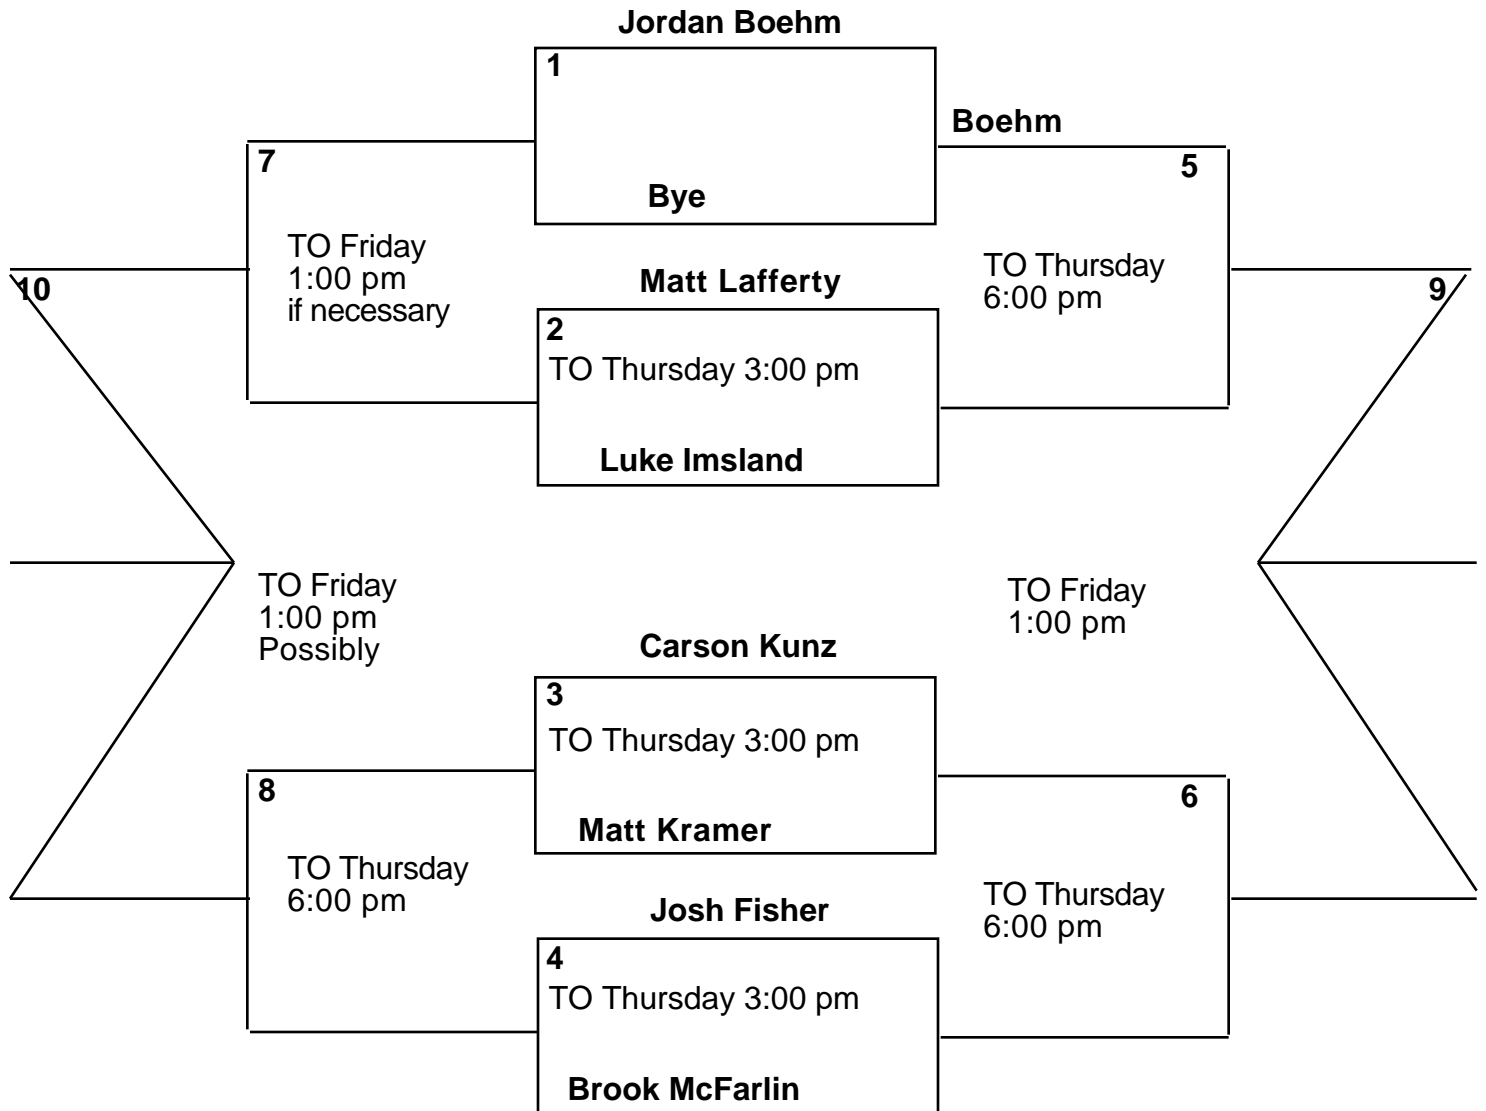 Jordan Boehm
1
Boehm
7
5
Bye
TO Friday
1:00 pm
if necessary
Matt Lafferty
TO Thursday
6:00 pm
10
9
2
TO Thursday 3:00 pm
Luke Imsland
TO Friday
1:00 pm
Possibly
TO Friday
1:00 pm
Carson Kunz
3
TO Thursday 3:00 pm
8
6
Matt Kramer
TO Thursday
6:00 pm
Josh Fisher
TO Thursday
6:00 pm
4
TO Thursday 3:00 pm
Brook McFarlin